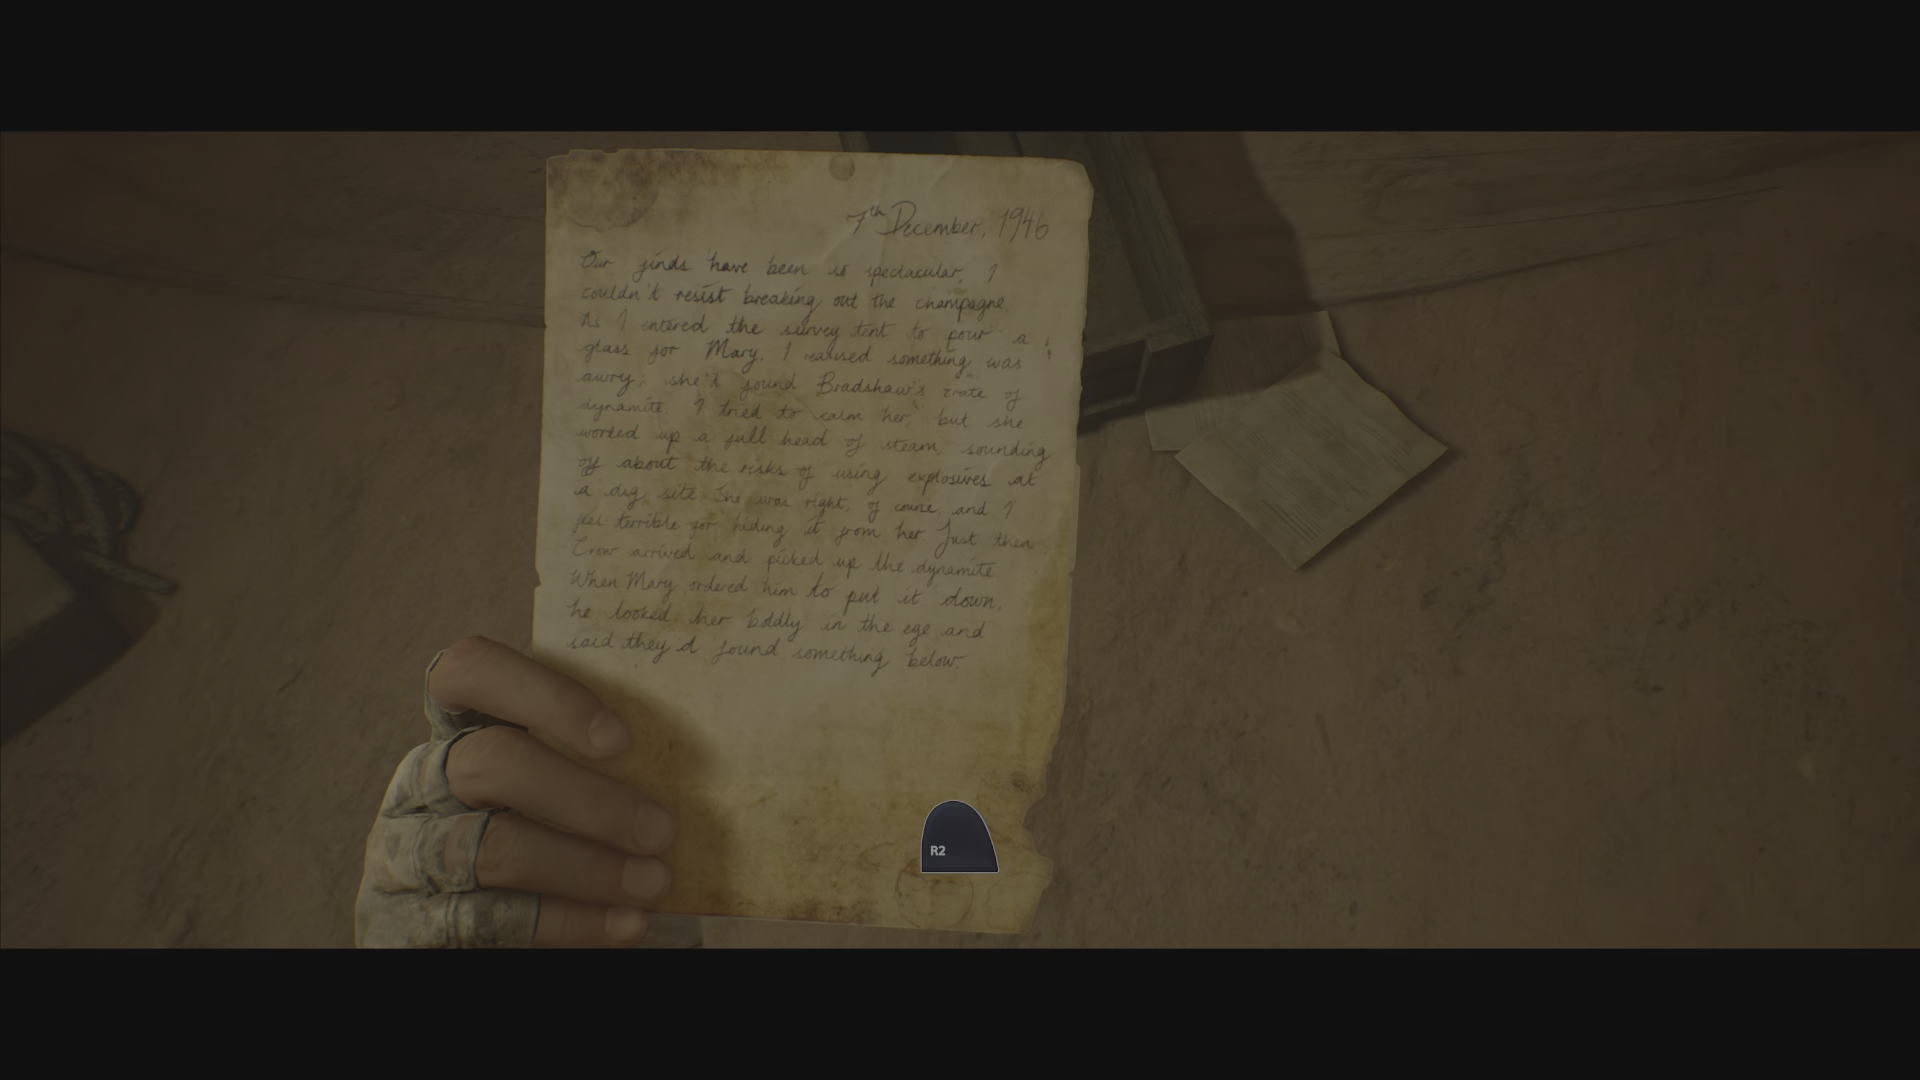 7th December, 1946
Our finds have been so spectacular, I
couldn't resist breaking out the champagne.
As I entered the survey tent to pour a
glass for Mary, I realised something was
awry; she'd found Bradshaw's crate of
dynamite. I tried to calm her, but she
worked up a full head of steam, sounding
off about the risks of using explosives at
a dig site. She was right, of course, and I
feel terrible for hiding it from her. Just then
Crow arrived and picked up the dynamite.
When Mary ordered him to put it down,
he looked her boldly in the eye and
said they'd found something below.
R2